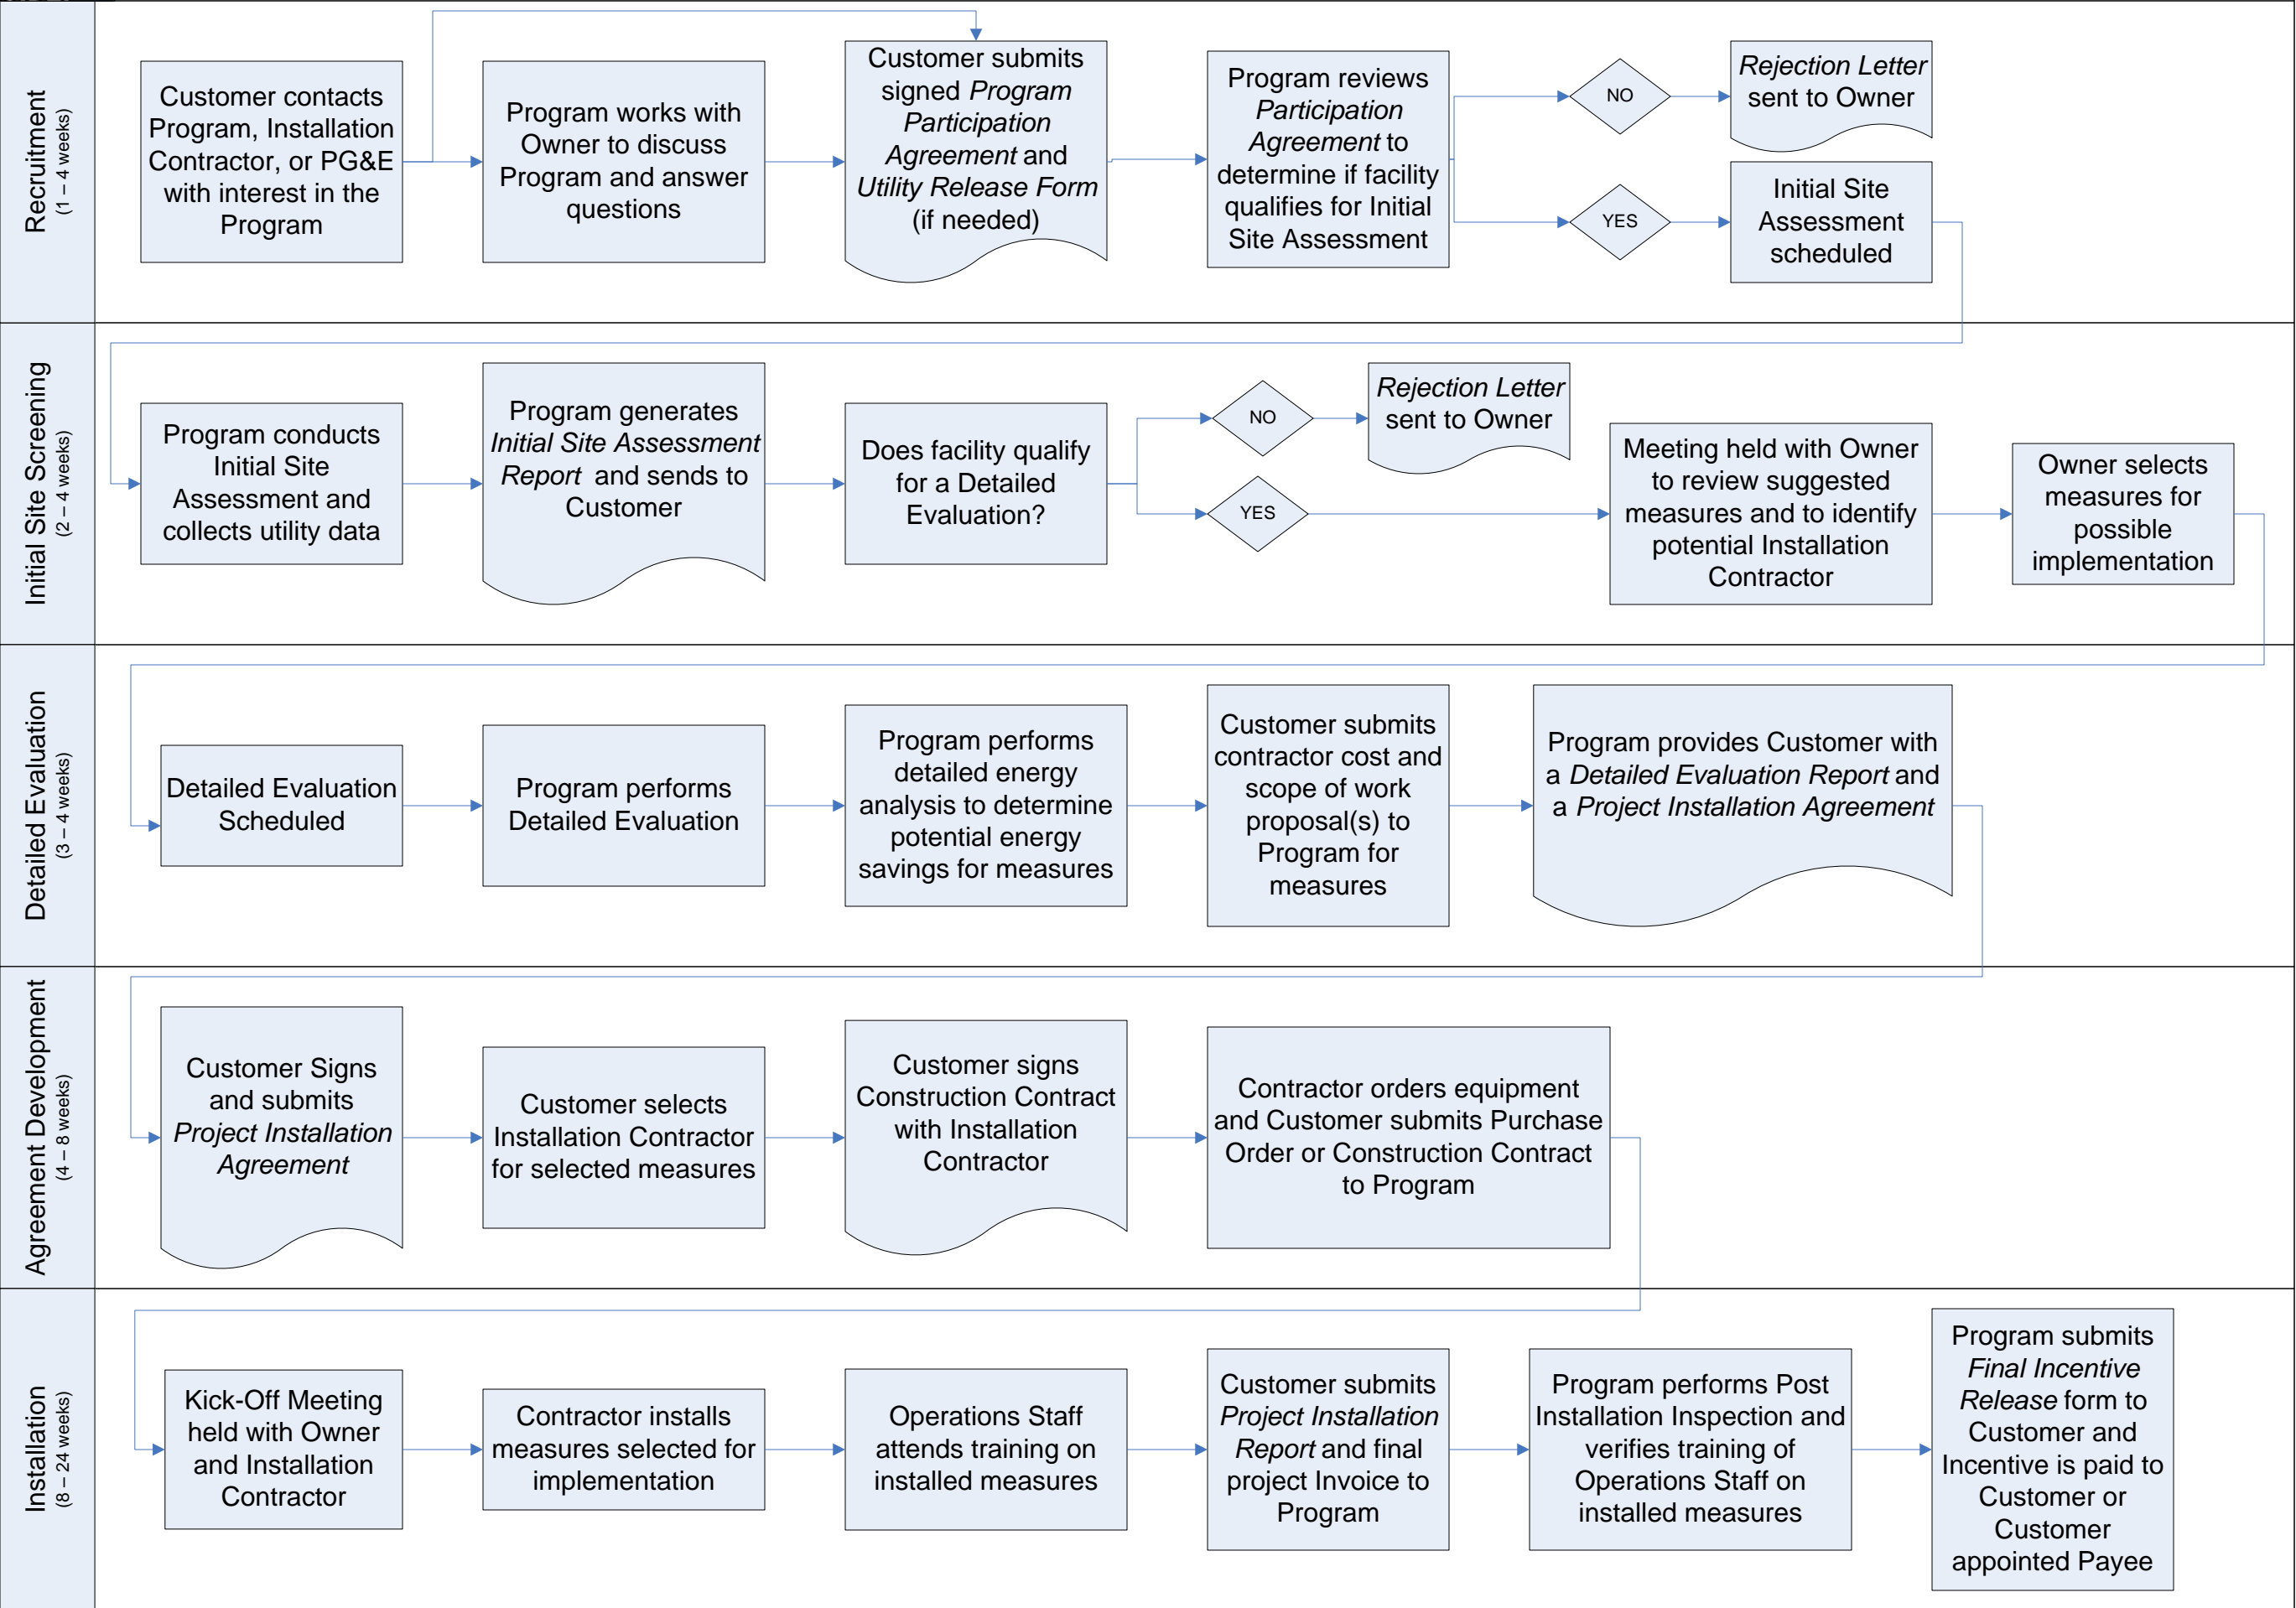 Recruitment
(1 – 4 weeks)
Customer contacts
Program, Installation
Contractor, or PG&E
with interest in the
Program
Program works with
Owner to discuss
Program and answer
questions
Customer submits
signed Program
Participation
Agreement and
Utility Release Form
(if needed)
Program reviews
Participation
Agreement to
determine if facility
qualifies for Initial
Site Assessment
NO
Rejection Letter
sent to Owner
YES
Initial Site
Assessment
scheduled
Initial Site Screening
(2 – 4 weeks)
Program conducts
Initial Site
Assessment and
collects utility data
Program generates
Initial Site Assessment
Report and sends to
Customer
Does facility qualify
for a Detailed
Evaluation?
NO
Rejection Letter
sent to Owner
YES
Meeting held with Owner
to review suggested
measures and to identify
potential Installation
Contractor
Owner selects
measures for
possible
implementation
Detailed Evaluation
(3 – 4 weeks)
Detailed Evaluation
Scheduled
Program performs
Detailed Evaluation
Program performs
detailed energy
analysis to determine
potential energy
savings for measures
Customer submits
contractor cost and
scope of work
proposal(s) to
Program for
measures
Program provides Customer with
a Detailed Evaluation Report and
a Project Installation Agreement
Agreement Development
(4 – 8 weeks)
Customer Signs
and submits
Project Installation
Agreement
Customer selects
Installation Contractor
for selected measures
Customer signs
Construction Contract
with Installation
Contractor
Contractor orders equipment
and Customer submits Purchase
Order or Construction Contract
to Program
Installation
(8 – 24 weeks)
Kick-Off Meeting
held with Owner
and Installation
Contractor
Contractor installs
measures selected for
implementation
Operations Staff
attends training on
installed measures
Customer submits
Project Installation
Report and final
project Invoice to
Program
Program performs Post
Installation Inspection and
verifies training of
Operations Staff on
installed measures
Program submits
Final Incentive
Release form to
Customer and
Incentive is paid to
Customer or
Customer
appointed Payee